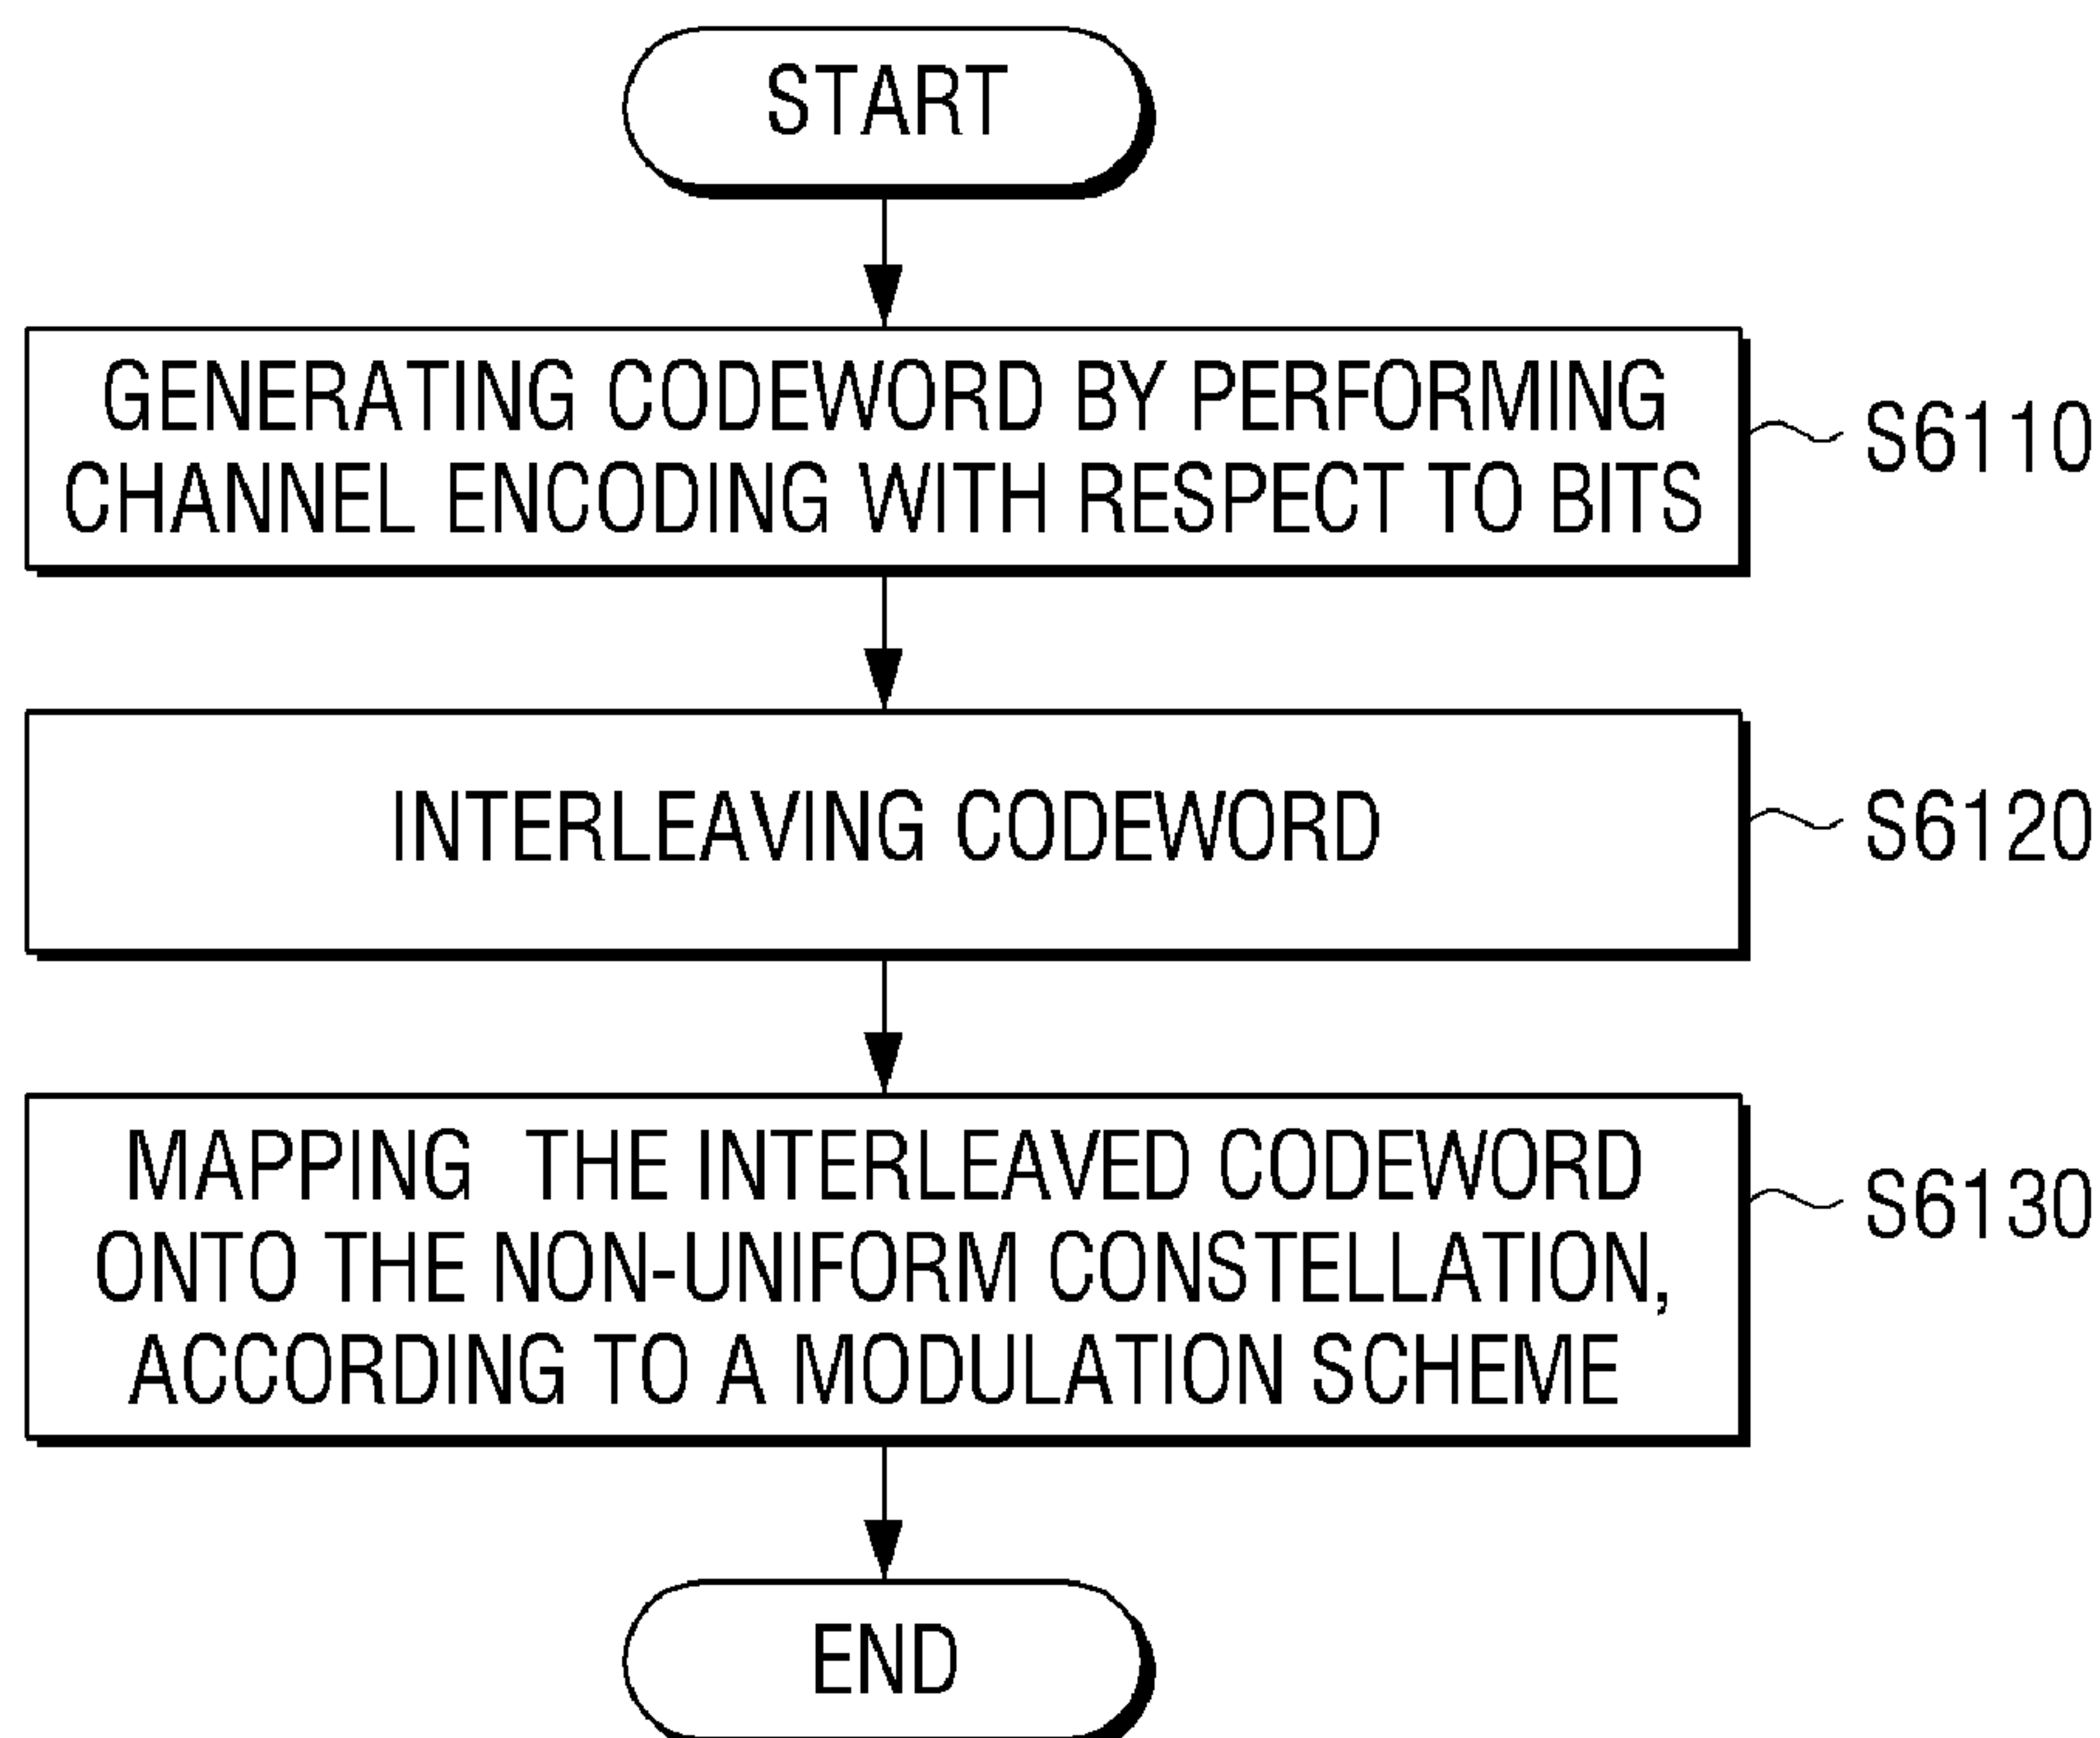 START
GENERATING CODEWORD BY PERFORMING
CHANNEL ENCODING WITH RESPECT TO BITS
S6110
INTERLEAVING CODEWORD
S6120
MAPPING THE INTERLEAVED CODEWORD
ONTO THE NON-UNIFORM CONSTELLATION,
ACCORDING TO A MODULATION SCHEME
S6130
END